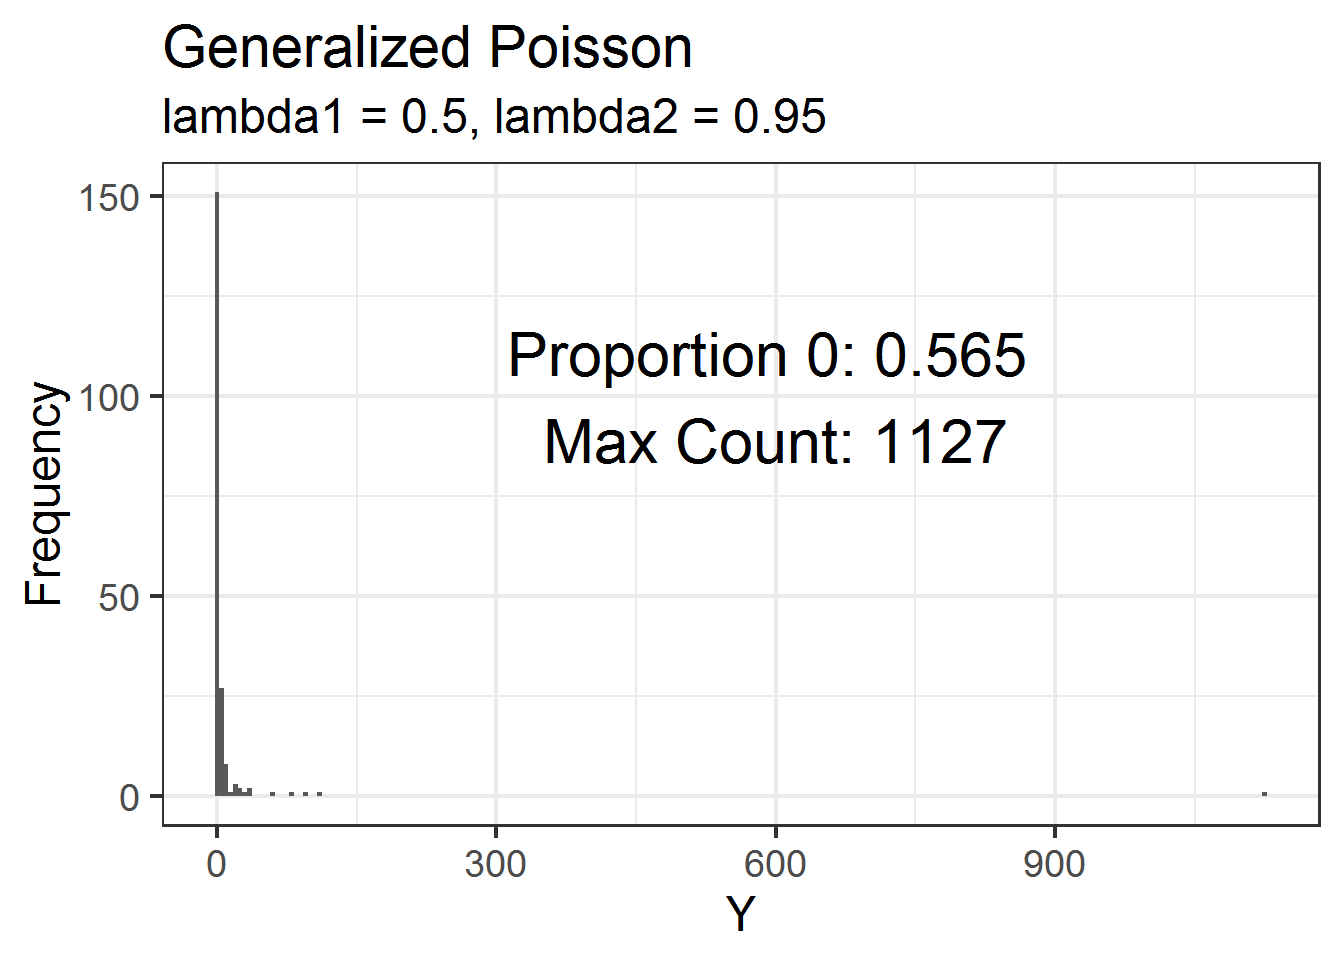 Generalized Poisson
lambda1 = 0.5, lambda2 = 0.95
150
100
50
0
Frequency
Proportion 0: 0.565
Max Count: 1127
0
300
600
900
Y